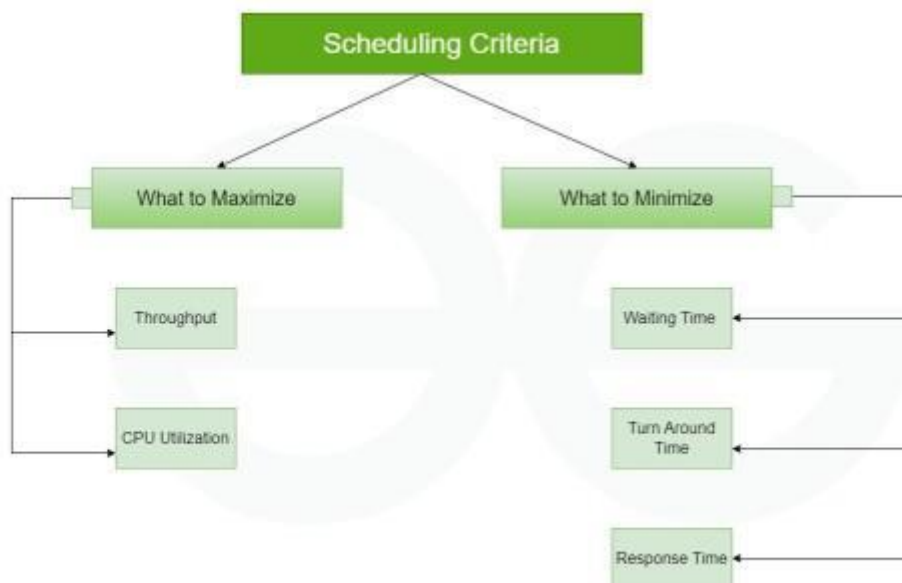 Scheduling Criteria
What to Maximize
What to Minimize
Throughput
Waiting Time
CPU Utilization
Turn Around
Time
Response Time